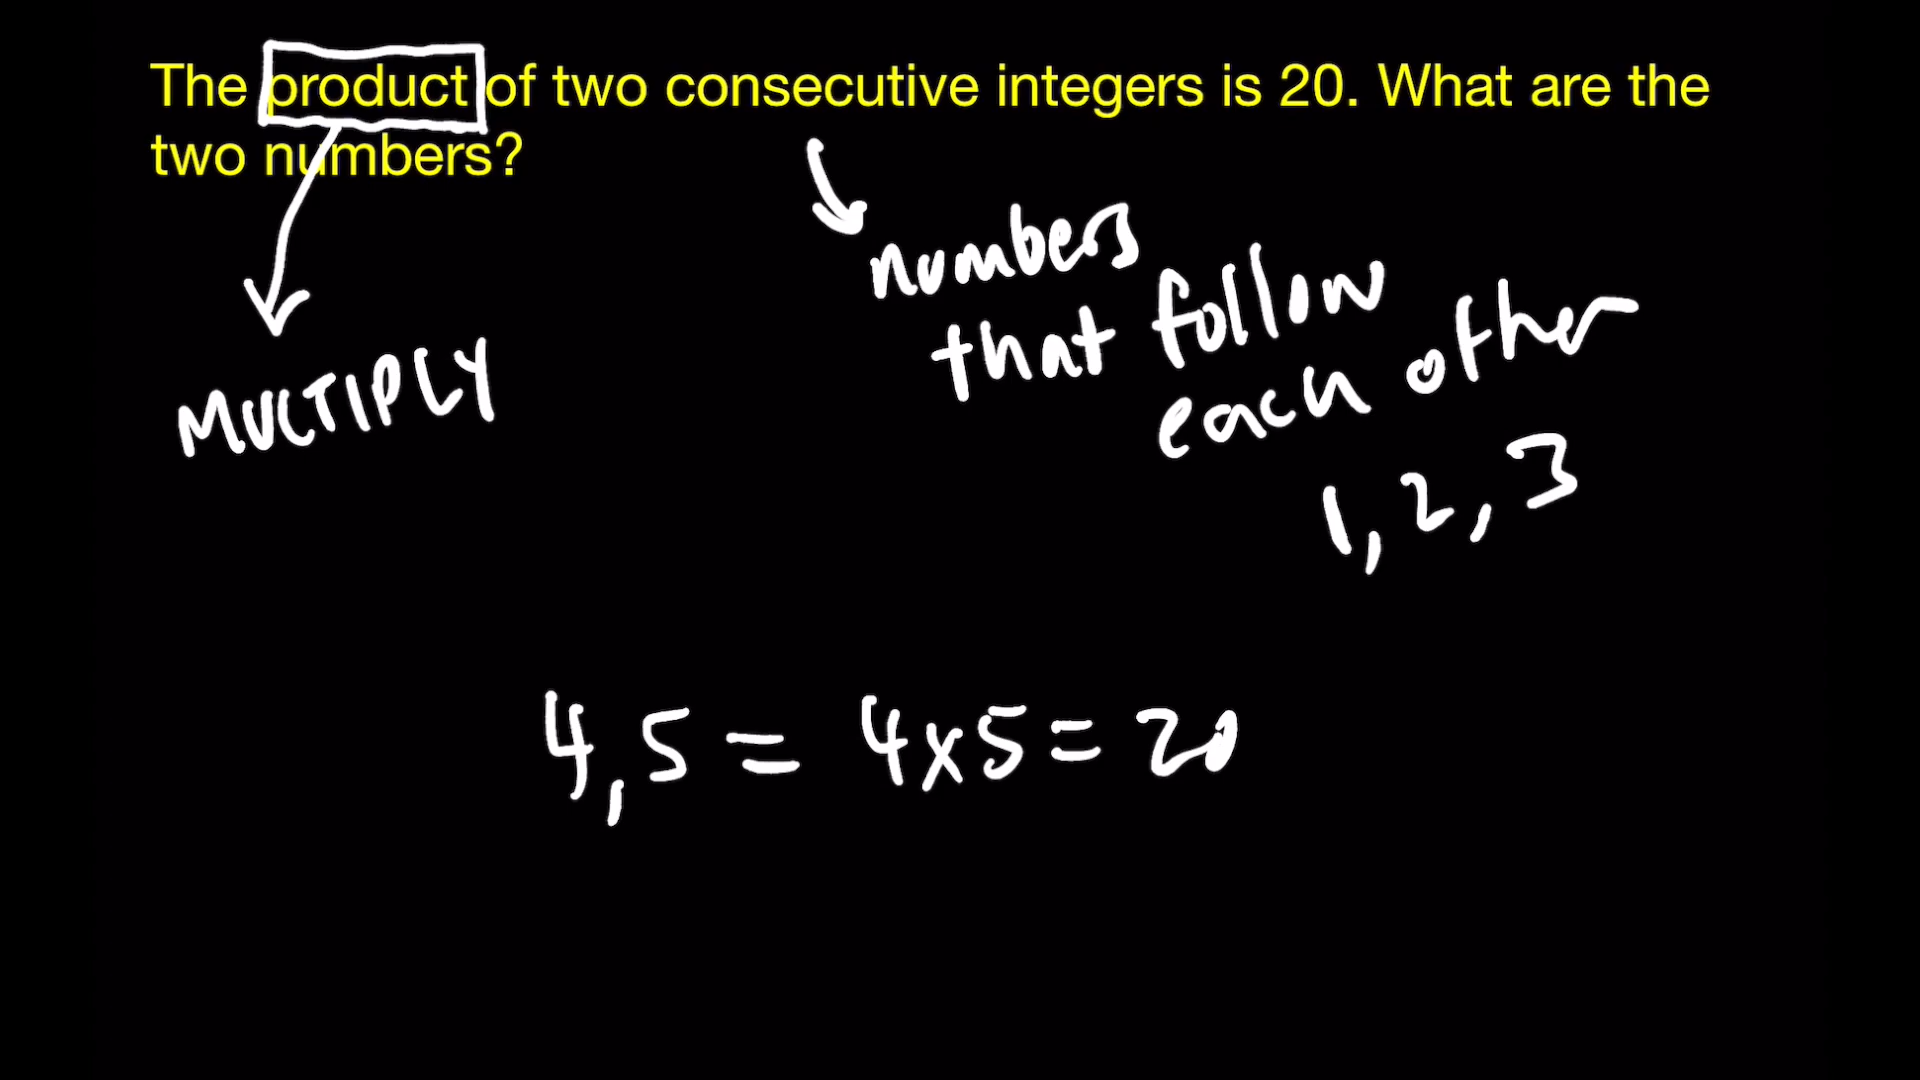 The product of two consecutive integers is 20. What are the
two numbers?
MULTIPLY
numbers
that follow
each other
1, 2, 3
4, 5 = 4x5 = 20